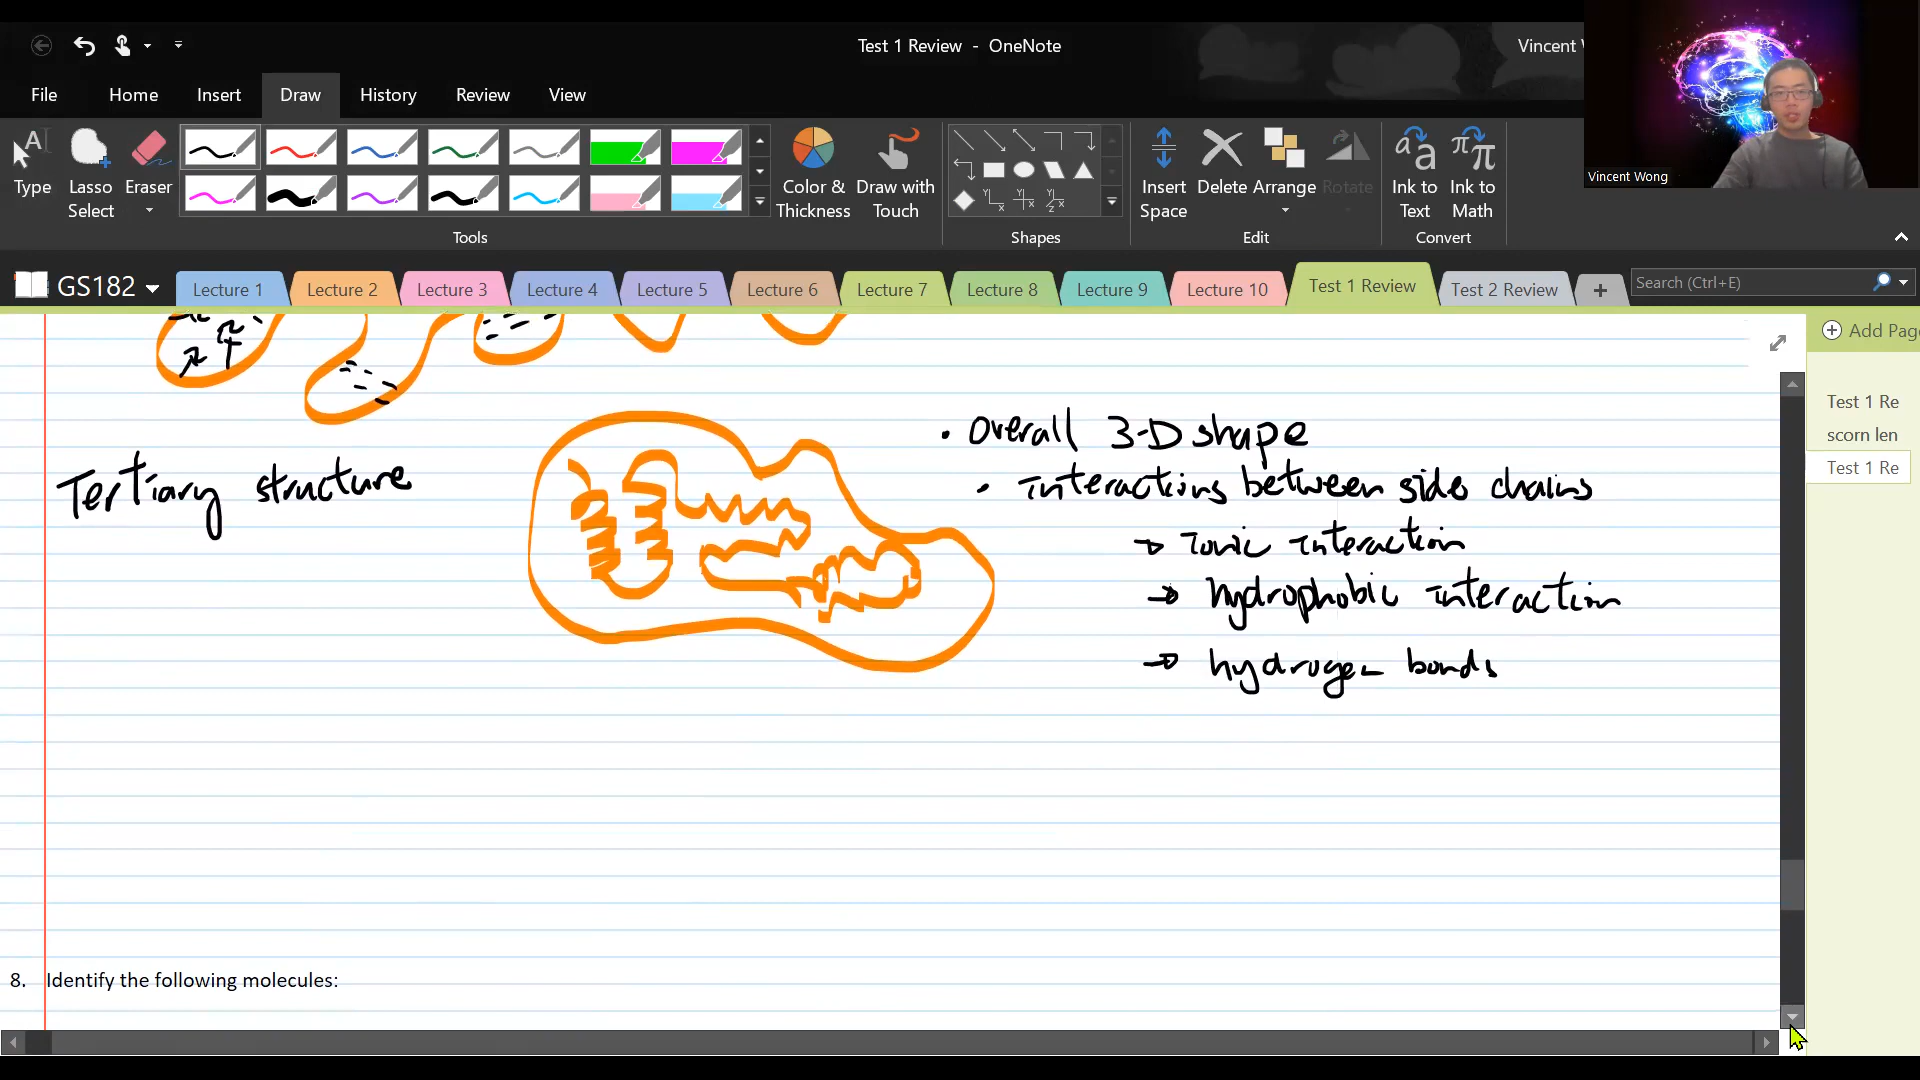 Test 1 Review - OneNote
Vincent W
File Home Insert Draw History Review View
Type
Lasso Select
Eraser
Color & Thickness
Draw with Touch
Insert Space
Delete
Arrange
Rotate
Ink to Text
Ink to Math
Tools
Shapes
Edit
Convert
Vincent Wong
GS182
Lecture 1 Lecture 2 Lecture 3 Lecture 4 Lecture 5 Lecture 6 Lecture 7 Lecture 8 Lecture 9 Lecture 10 Test 1 Review Test 2 Review
Search (Ctrl+E)
Add Pag
Test 1 Re
scorn len
Test 1 Re
Tertiary structure
• Overall 3-D shape
• interactions between side chains
→ ionic interaction
→ hydrophobic interaction
→ hydrogen bonds
8. Identify the following molecules: